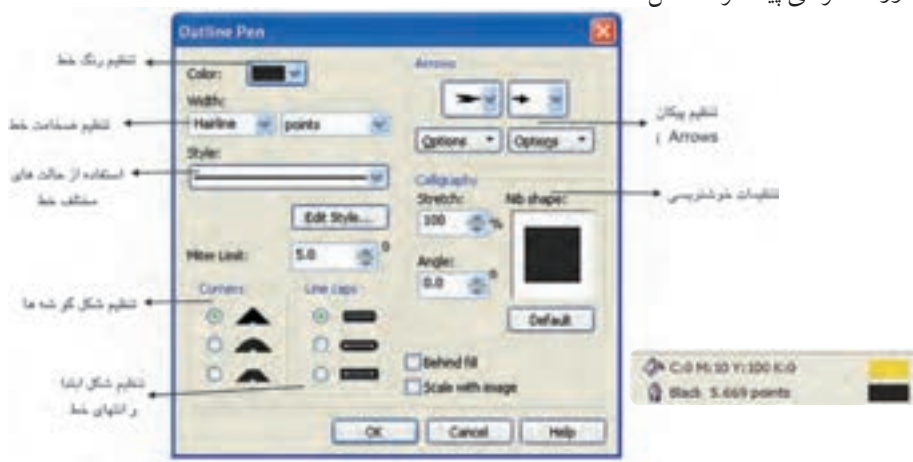 Outline Pen
تنظیم رنگ خط
Color:
Arrows
Width:
تنظیم ضخامت خط
Hairline points
تنظیم پیکان
Arrows
Options Options
Style:
استفاده از حالت های
مختلف خط
Calligraphy
تنظیمات خوشنویسی
Stretch: Nib shape:
100 %
Edit Style...
Miter Limit: 5.0 °
Angle:
0.0 °
Corners Line caps
تنظیم شکل گوشه ها
Default
Behind fill
Scale with image
تنظیم شکل ابتدا
و انتهای خط
OK Cancel Help
C:0 M:10 Y:100 K:0
Black 5.669 points